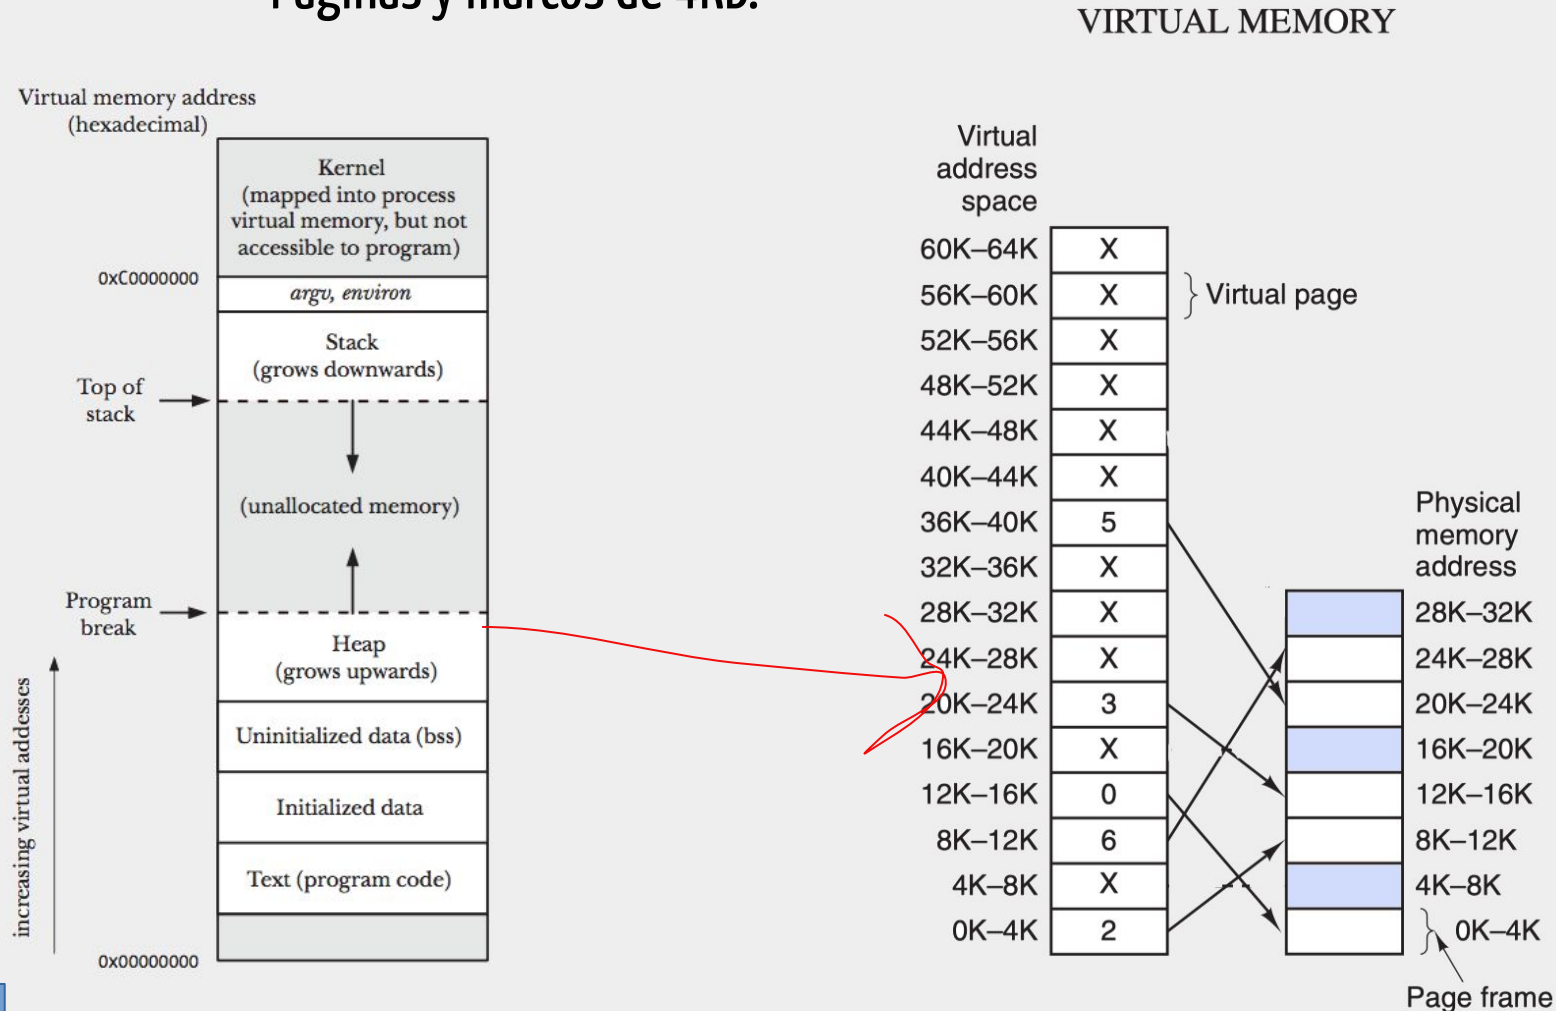 Páginas y marcos de 4KB.
VIRTUAL MEMORY
Virtual memory address
(hexadecimal)
Kernel
(mapped into process
virtual memory, but not
accessible to program)
0xC0000000
argv, environ
Stack
(grows downwards)
Top of
stack
(unallocated memory)
Program
break
Heap
(grows upwards)
Uninitialized data (bss)
Initialized data
Text (program code)
0x00000000
increasing virtual addesses
Virtual
address
space
60K–64K X
56K–60K X
Virtual page
52K–56K X
48K–52K X
44K–48K X
40K–44K X
36K–40K 5
32K–36K X
28K–32K X
24K–28K X
20K–24K 3
16K–20K X
12K–16K 0
8K–12K 6
4K–8K X
0K–4K 2
Physical
memory
address
28K–32K
24K–28K
20K–24K
16K–20K
12K–16K
8K–12K
4K–8K
0K–4K
Page frame